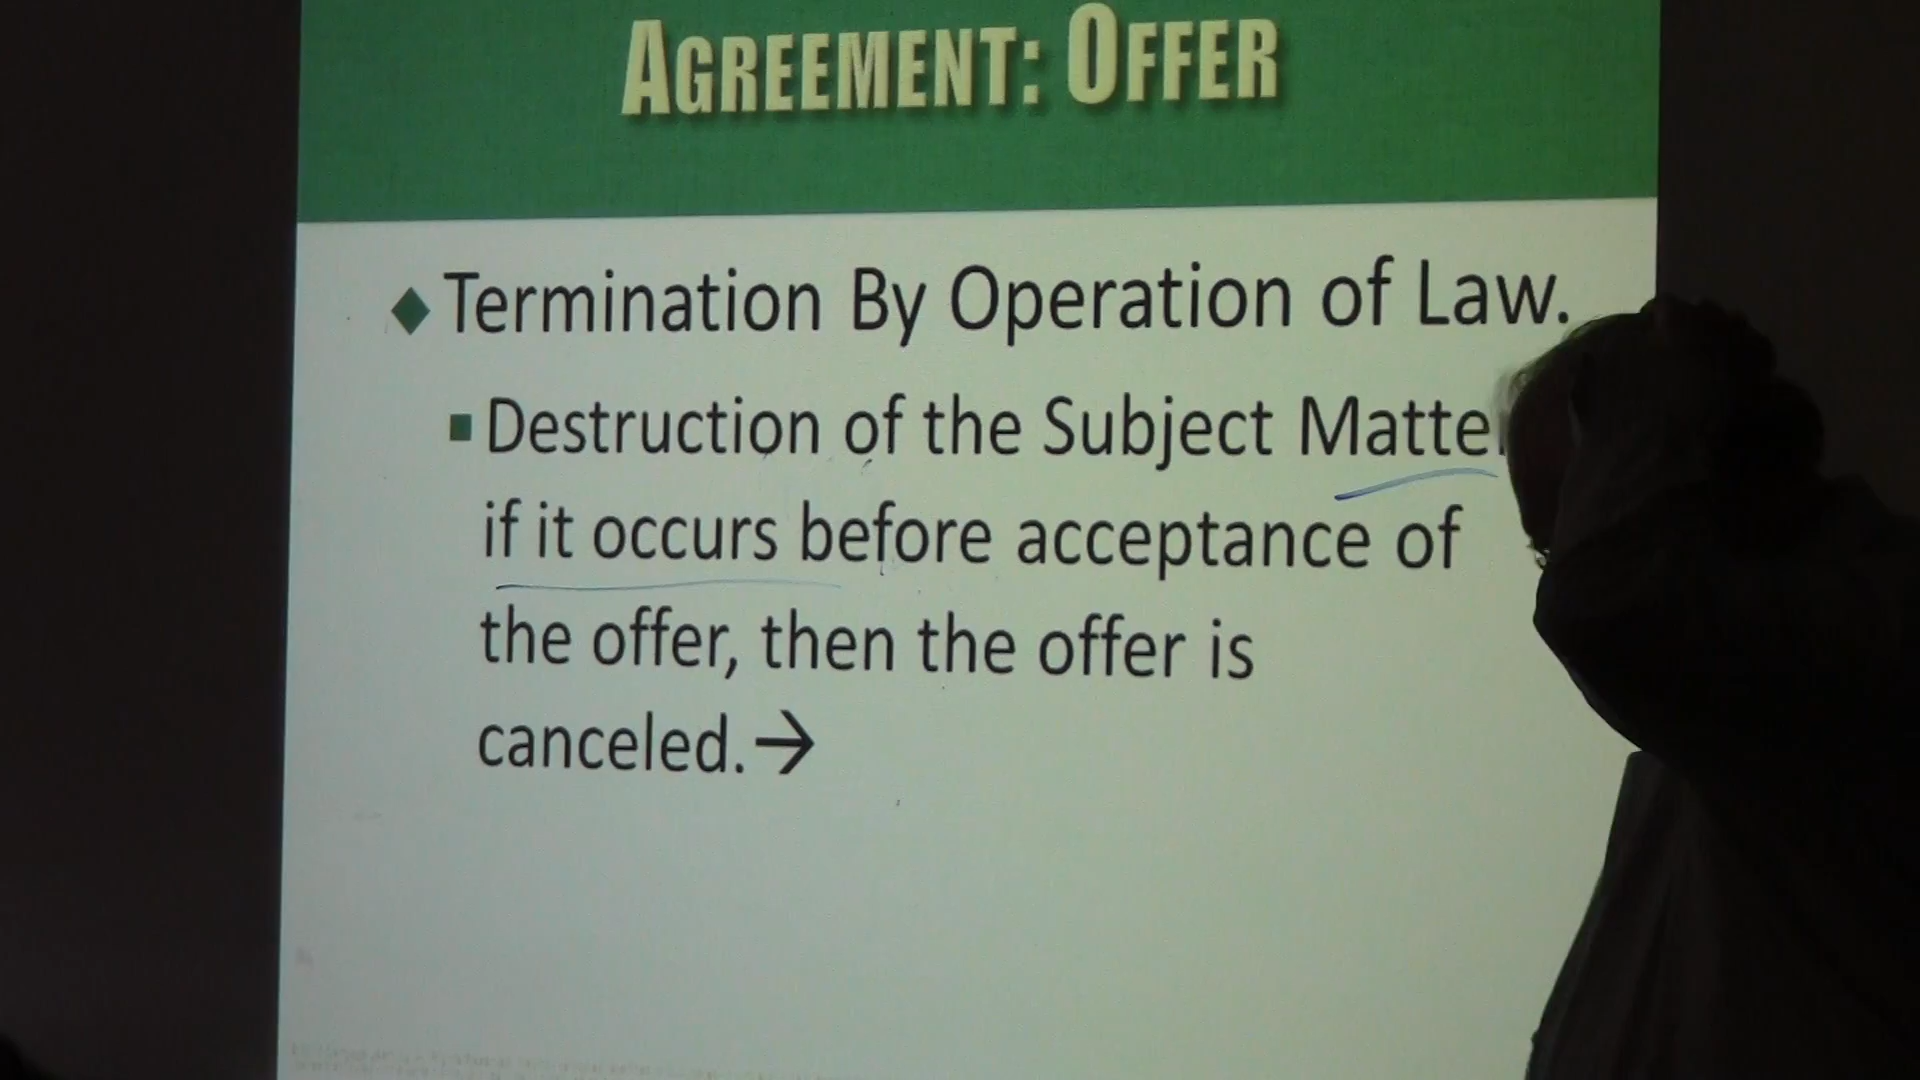 AGREEMENT: OFFER
Termination By Operation of Law.
Destruction of the Subject Matte
if it occurs before acceptance of
the offer, then the offer is
canceled.→